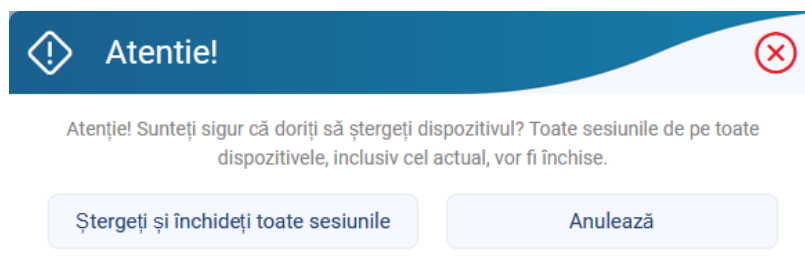 Atentie!
Atenție! Sunteți sigur că doriți să ștergeți dispozitivul? Toate sesiunile de pe toate
dispozitivele, inclusiv cel actual, vor fi închise.
Ștergeți și închideți toate sesiunile
Anulează